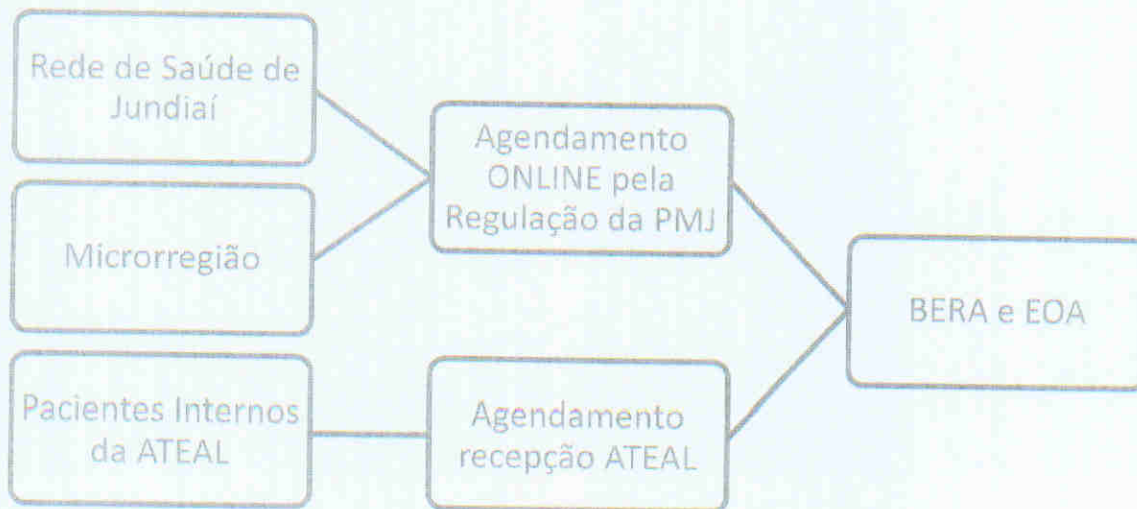 Rede de Saúde de
Jundiaí
Microrregião
Pacientes Internos
da ATEAL
Agendamento
ONLINE pela
Regulação da PMJ
Agendamento
recepção ATEAL
BERA e EOA